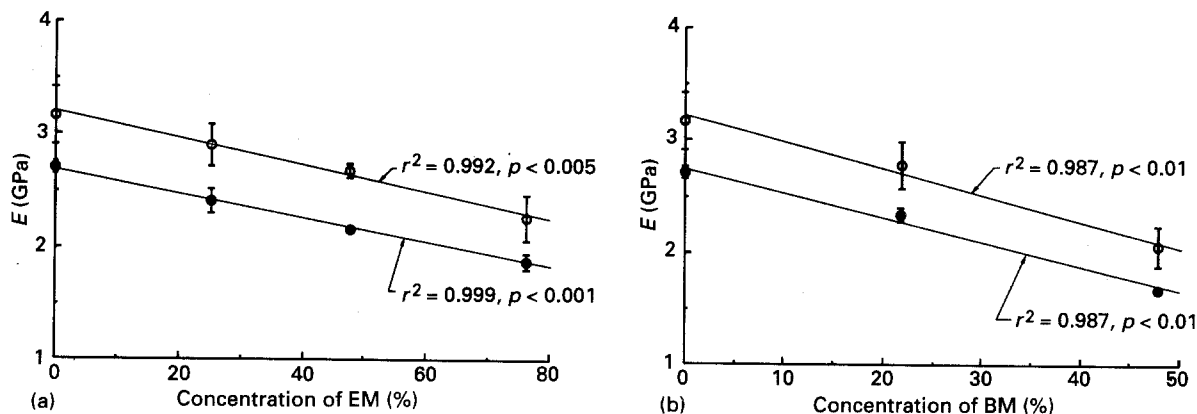 4
3
2
1
E (GPa)
r² = 0.992, p < 0.005
r² = 0.999, p < 0.001
0
20
40
60
80
(a)
Concentration of EM (%)
4
3
2
1
E (GPa)
r² = 0.987, p < 0.01
r² = 0.987, p < 0.01
0
10
20
30
40
50
(b)
Concentration of BM (%)